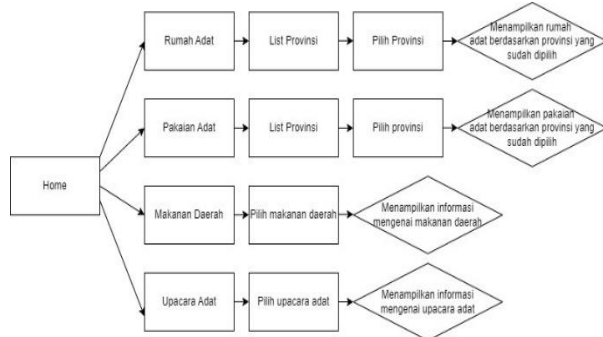 Rumah Adat
List Provinsi
Pilih Provinsi
Menampilkan rumah
adat berdasarkan provinsi yang
sudah dipilih
Pakaian Adat
List Provinsi
Pilih provinsi
Menampilkan pakaian
adat berdasarkan provinsi yang
sudah dipilih
Home
Makanan Daerah
Pilih makanan daerah
Menampilkan informasi
mengenai makanan daerah
Upacara Adat
Pilih upacara adat
Menampilkan informasi
mengenai upacara adat